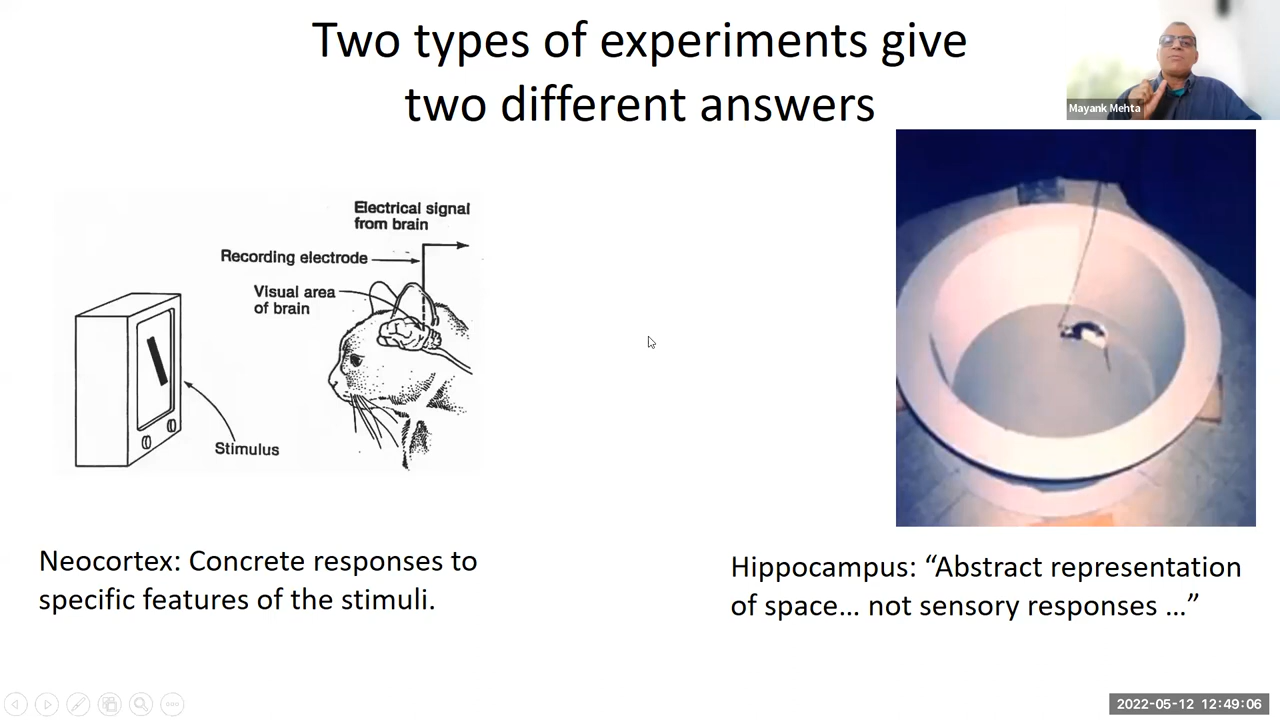 Two types of experiments give
two different answers
Mayank Mehta
Electrical signal
from brain
Recording electrode
Visual area
of brain
Stimulus
Neocortex: Concrete responses to
specific features of the stimuli.
Hippocampus: “Abstract representation
of space… not sensory responses …”
2022-05-12 12:49:06